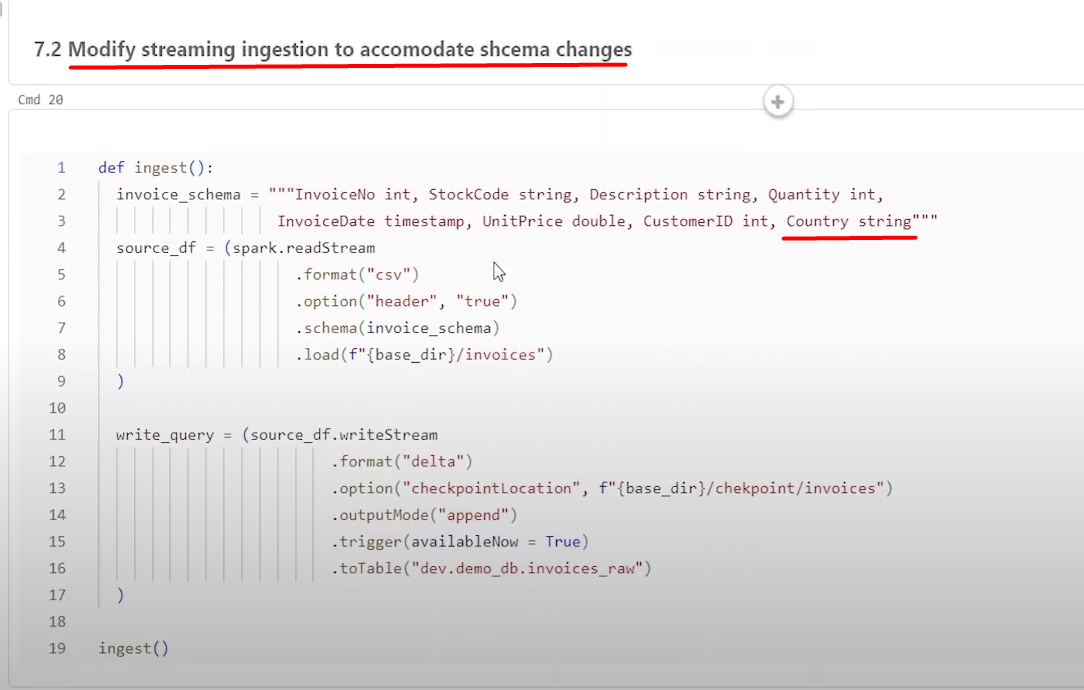 7.2 Modify streaming ingestion to accomodate shcema changes
Cmd 20
1 def ingest():
2 invoice_schema = """InvoiceNo int, StockCode string, Description string, Quantity int,
3 InvoiceDate timestamp, UnitPrice double, CustomerID int, Country string"""
4 source_df = (spark.readStream
5 .format("csv")
6 .option("header", "true")
7 .schema(invoice_schema)
8 .load(f"{base_dir}/invoices")
9 )
10
11 write_query = (source_df.writeStream
12 .format("delta")
13 .option("checkpointLocation", f"{base_dir}/chekpoint/invoices")
14 .outputMode("append")
15 .trigger(availableNow = True)
16 .toTable("dev.demo_db.invoices_raw")
17 )
18
19 ingest()